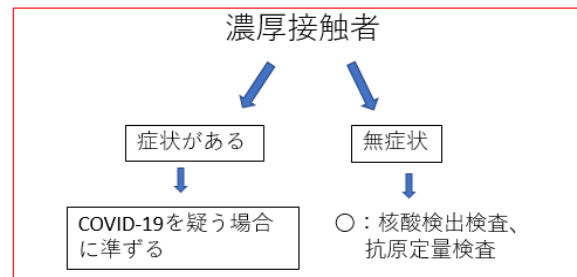 濃厚接触者
症状がある
無症状
COVID-19を疑う場合
に準ずる
〇：核酸検出検査、
抗原定量検査